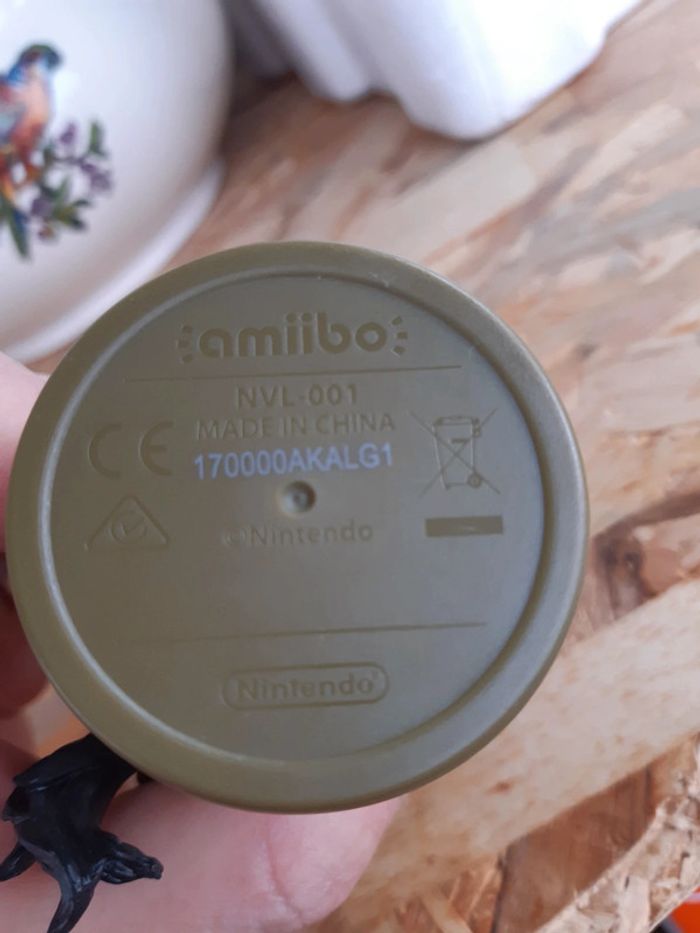 amiibo
NVL-001
MADE IN CHINA
CE
170000AKALG1
©Nintendo
Nintendo